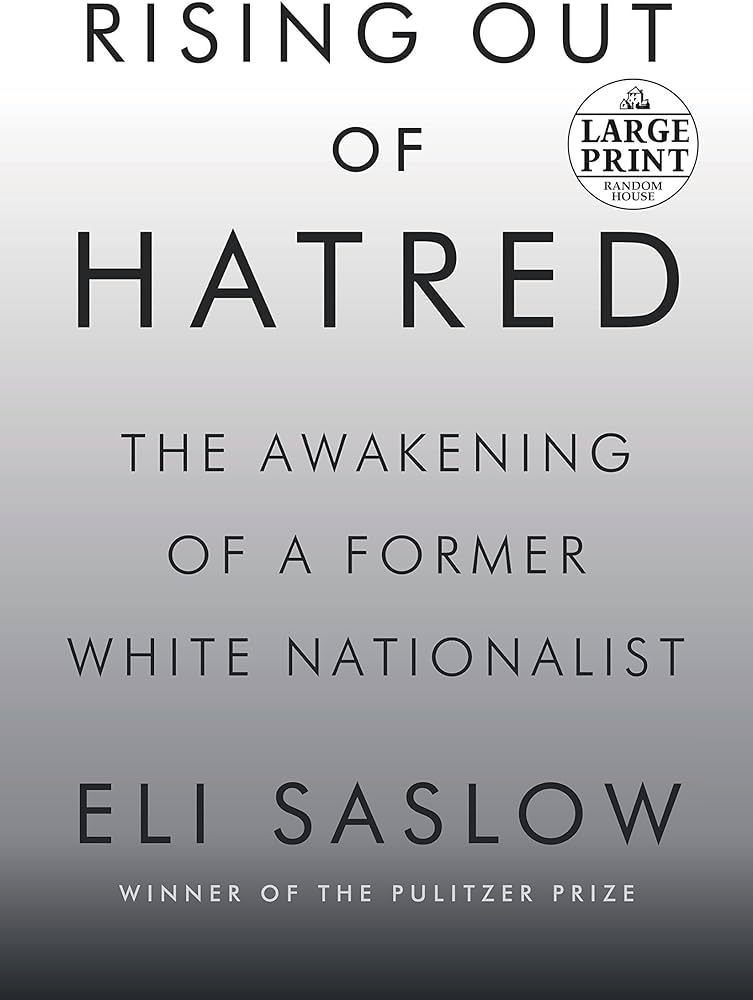 RISING OUT
OF
LARGE
PRINT
RANDOM
HOUSE
HATRED
THE AWAKENING
OF A FORMER
WHITE NATIONALIST
ELI SASLOW
WINNER OF THE PULITZER PRIZE